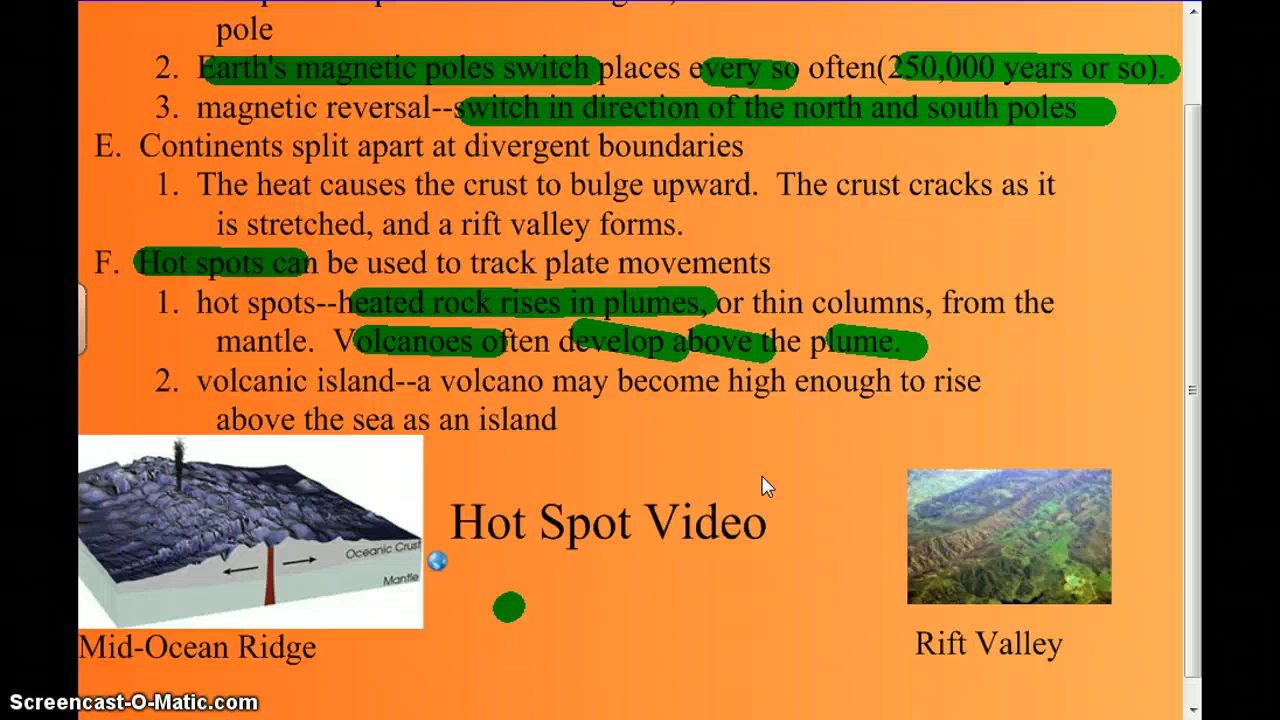 pole
2. Earth's magnetic poles switch places every so often(250,000 years or so).
3. magnetic reversal--switch in direction of the north and south poles
E. Continents split apart at divergent boundaries
1. The heat causes the crust to bulge upward. The crust cracks as it
is stretched, and a rift valley forms.
F. Hot spots can be used to track plate movements
1. hot spots--heated rock rises in plumes, or thin columns, from the
mantle. Volcanoes often develop above the plume.
2. volcanic island--a volcano may become high enough to rise
above the sea as an island
Hot Spot Video
Oceanic Crust
Mantle
Mid-Ocean Ridge
Rift Valley
Screencast-O-Matic.com